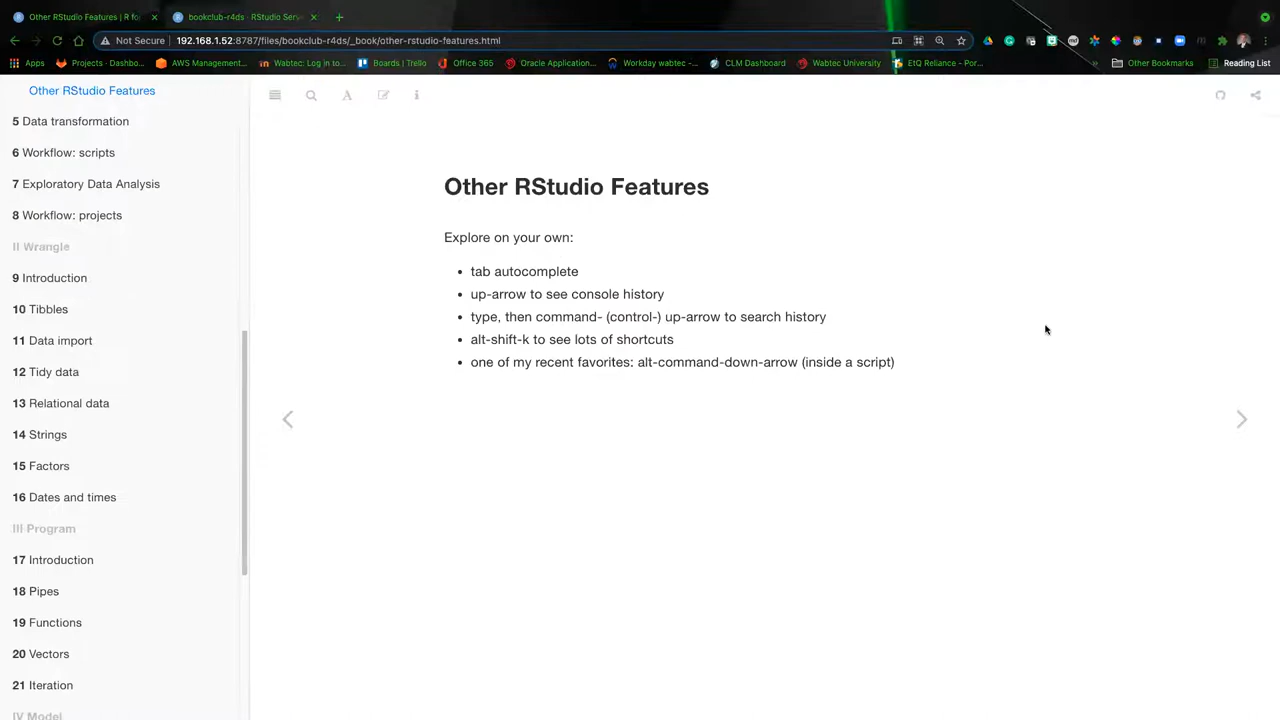 Other RStudio Features | R fo
bookclub-r4ds · RStudio Serv
Not Secure
192.168.1.52:8787/files/bookclub-r4ds/_book/other-rstudio-features.html
Apps
Projects · Dashbo...
AWS Management...
Wabtec: Log in to...
Boards | Trello
Office 365
Oracle Application...
Workday wabtec -...
CLM Dashboard
Wabtec University
EtQ Reliance - Por...
»
Other Bookmarks
Reading List
Other RStudio Features
5 Data transformation
6 Workflow: scripts
7 Exploratory Data Analysis
8 Workflow: projects
II Wrangle
9 Introduction
10 Tibbles
11 Data import
12 Tidy data
13 Relational data
14 Strings
15 Factors
16 Dates and times
III Program
17 Introduction
18 Pipes
19 Functions
20 Vectors
21 Iteration
IV Model
Other RStudio Features
Explore on your own:
• tab autocomplete
• up-arrow to see console history
• type, then command- (control-) up-arrow to search history
• alt-shift-k to see lots of shortcuts
• one of my recent favorites: alt-command-down-arrow (inside a script)